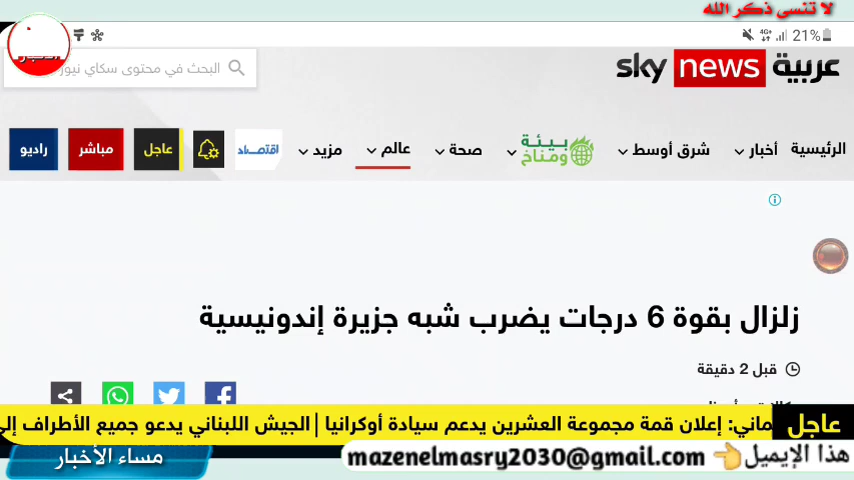 لا تنسى ذكر الله
4G+ 21%
البحث في محتوى سكاي نيوز
sky news عربية
الرئيسية أخبار شرق أوسط بيئة ومناخ صحة عالم مزيد اقتصاد عاجل مباشر راديو
زلزال بقوة 6 درجات يضرب شبه جزيرة إندونيسية
قبل 2 دقيقة
عاجل
إعلان قمة مجموعة العشرين يدعم سيادة أوكرانيا | الجيش اللبناني يدعو جميع الأطراف
هذا الإيميل 👈 mazenelmasry2030@gmail.com
مساء الأخبار